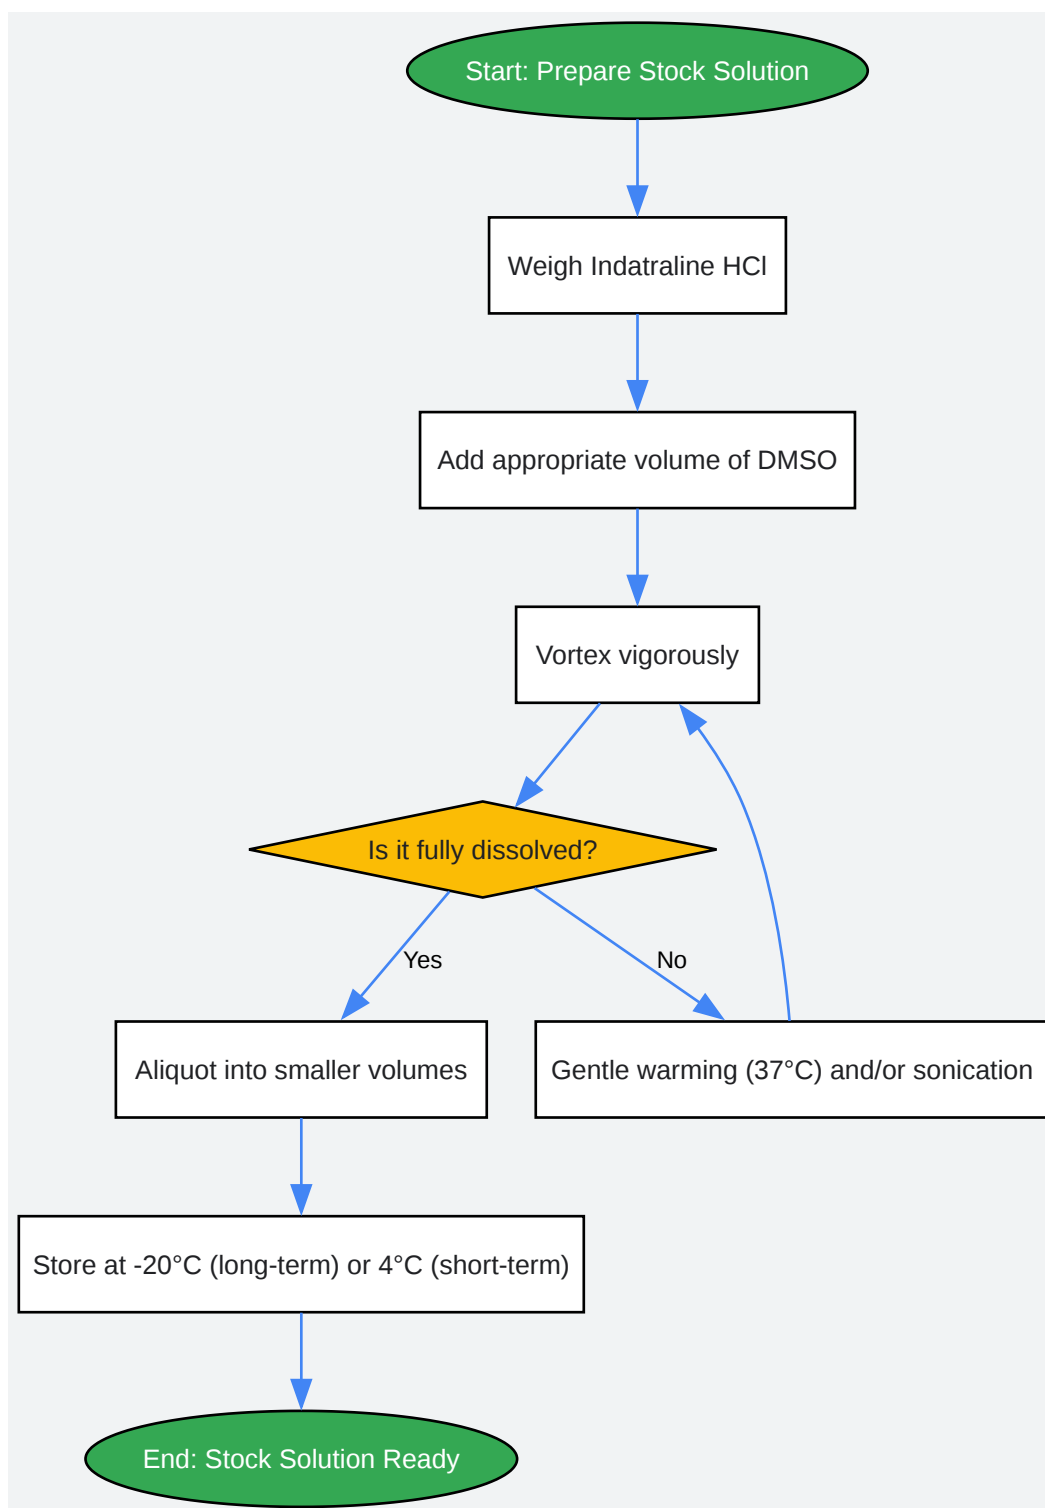 Start: Prepare Stock Solution
Weigh Indatraline HCl
Add appropriate volume of DMSO
Vortex vigorously
Is it fully dissolved?
Yes
No
Aliquot into smaller volumes
Gentle warming (37°C) and/or sonication
Store at -20°C (long-term) or 4°C (short-term)
End: Stock Solution Ready